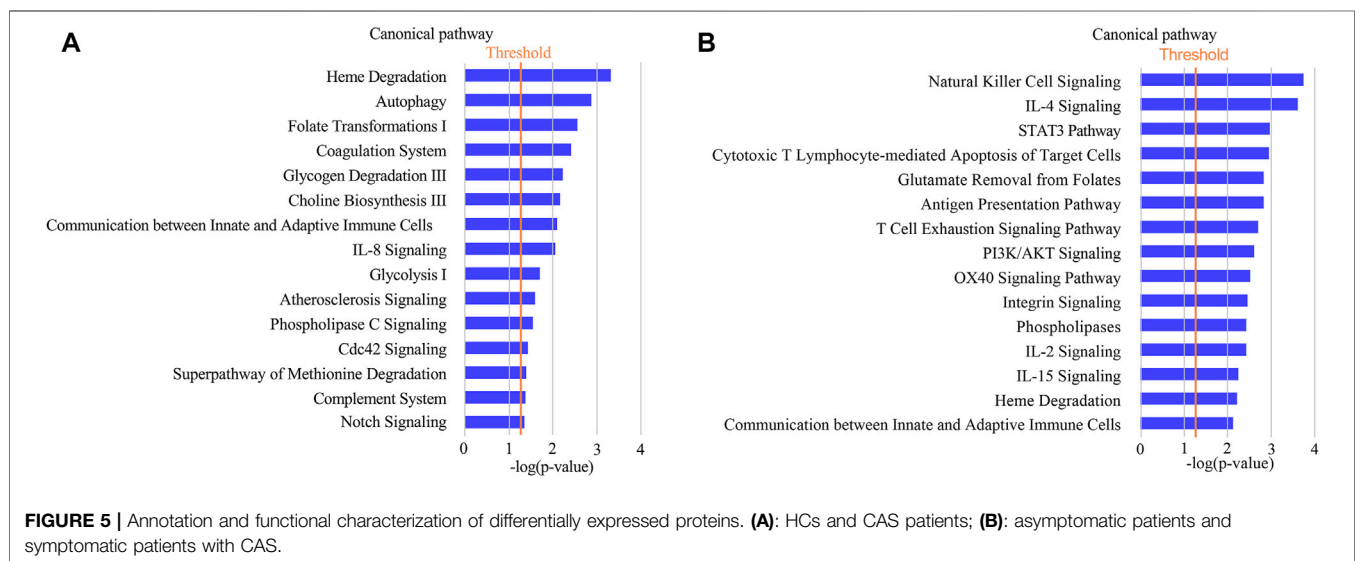 A
Canonical pathway
Threshold
Heme Degradation
Autophagy
Folate Transformations I
Coagulation System
Glycogen Degradation III
Choline Biosynthesis III
Communication between Innate and Adaptive Immune Cells
IL-8 Signaling
Glycolysis I
Atherosclerosis Signaling
Phospholipase C Signaling
Cdc42 Signaling
Superpathway of Methionine Degradation
Complement System
Notch Signaling
0 1 2 3 4
-log(p-value)
B
Canonical pathway
Threshold
Natural Killer Cell Signaling
IL-4 Signaling
STAT3 Pathway
Cytotoxic T Lymphocyte-mediated Apoptosis of Target Cells
Glutamate Removal from Folates
Antigen Presentation Pathway
T Cell Exhaustion Signaling Pathway
PI3K/AKT Signaling
OX40 Signaling Pathway
Integrin Signaling
Phospholipases
IL-2 Signaling
IL-15 Signaling
Heme Degradation
Communication between Innate and Adaptive Immune Cells
0 1 2 3 4
-log(p-value)
FIGURE 5 | Annotation and functional characterization of differentially expressed proteins. (A): HCs and CAS patients; (B): asymptomatic patients and
symptomatic patients with CAS.